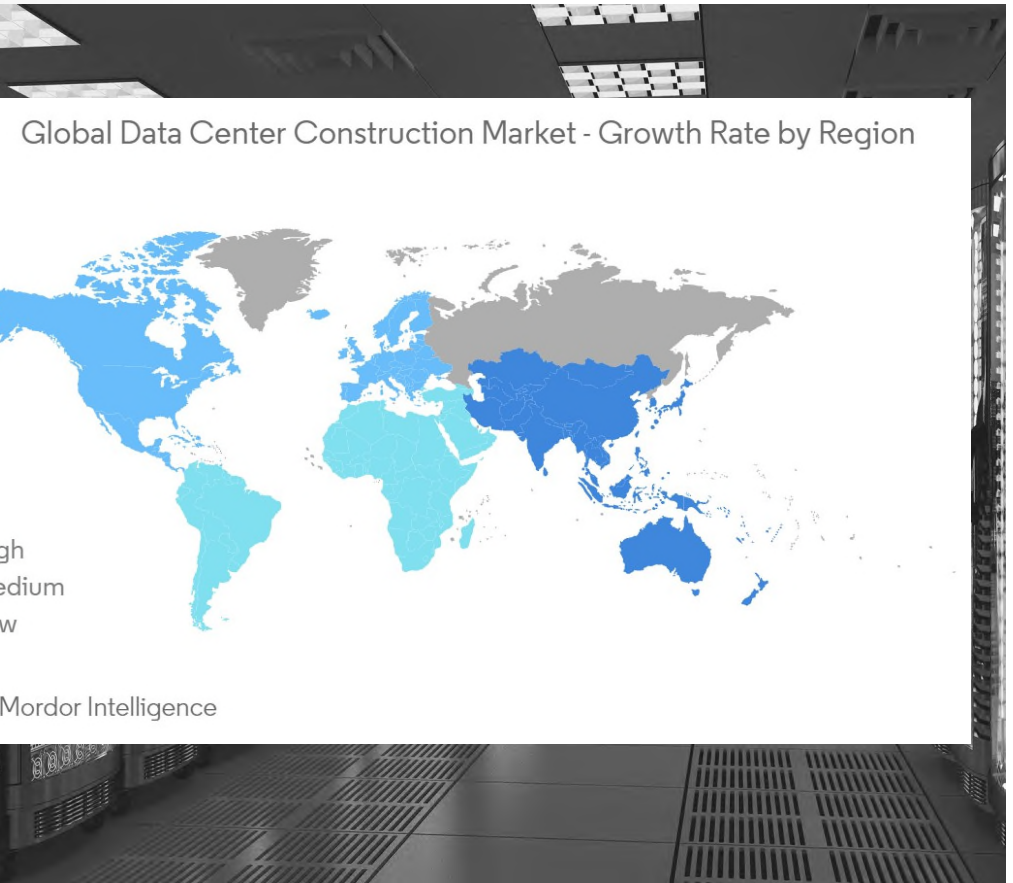 Global Data Center Construction Market - Growth Rate by Region
gh
edium
w
Mordor Intelligence